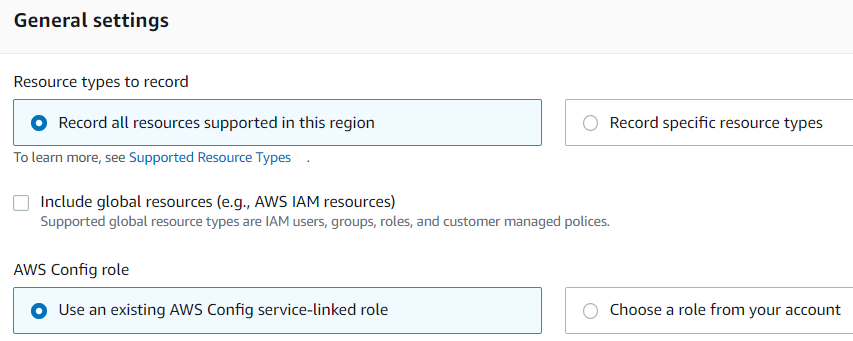 General settings
Resource types to record
Record all resources supported in this region
Record specific resource types
To learn more, see Supported Resource Types .
Include global resources (e.g., AWS IAM resources)
Supported global resource types are IAM users, groups, roles, and customer managed polices.
AWS Config role
Use an existing AWS Config service-linked role
Choose a role from your account